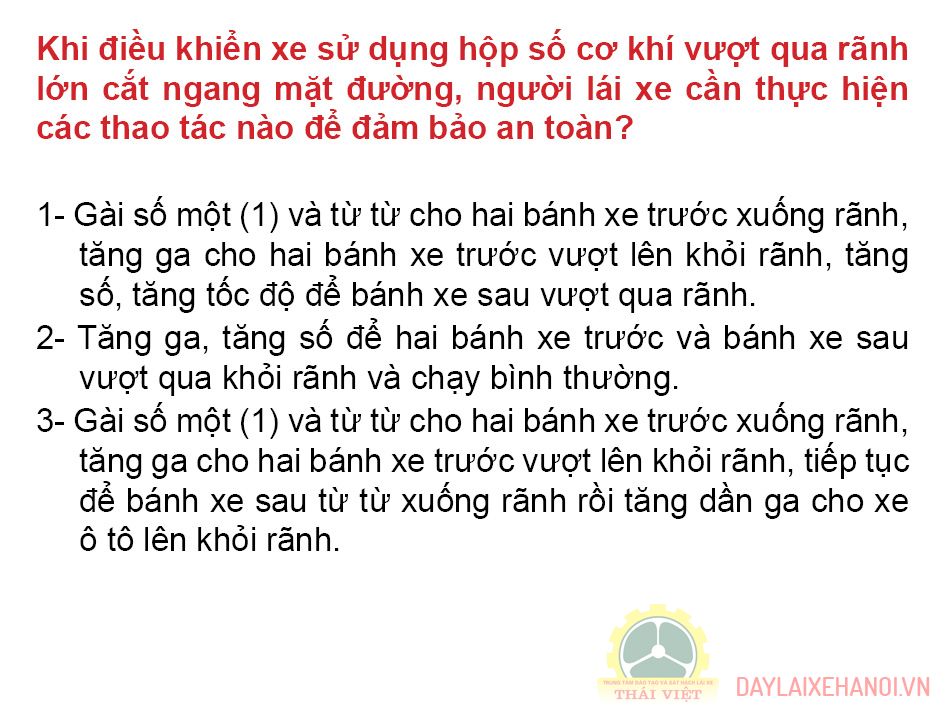 Khi điều khiển xe sử dụng hộp số cơ khí vượt qua rãnh
lớn cắt ngang mặt đường, người lái xe cần thực hiện
các thao tác nào để đảm bảo an toàn?
1- Gài số một (1) và từ từ cho hai bánh xe trước xuống rãnh,
tăng ga cho hai bánh xe trước vượt lên khỏi rãnh, tăng
số, tăng tốc độ để bánh xe sau vượt qua rãnh.
2- Tăng ga, tăng số để hai bánh xe trước và bánh xe sau
vượt qua khỏi rãnh và chạy bình thường.
3- Gài số một (1) và từ từ cho hai bánh xe trước xuống rãnh,
tăng ga cho hai bánh xe trước vượt lên khỏi rãnh, tiếp tục
để bánh xe sau từ từ xuống rãnh rồi tăng dần ga cho xe
ô tô lên khỏi rãnh.
TRUNG TÂM ĐÀO TẠO VÀ SÁT HẠCH LÁI XE
THÁI VIỆT
DAYLAIXEHANOI.VN